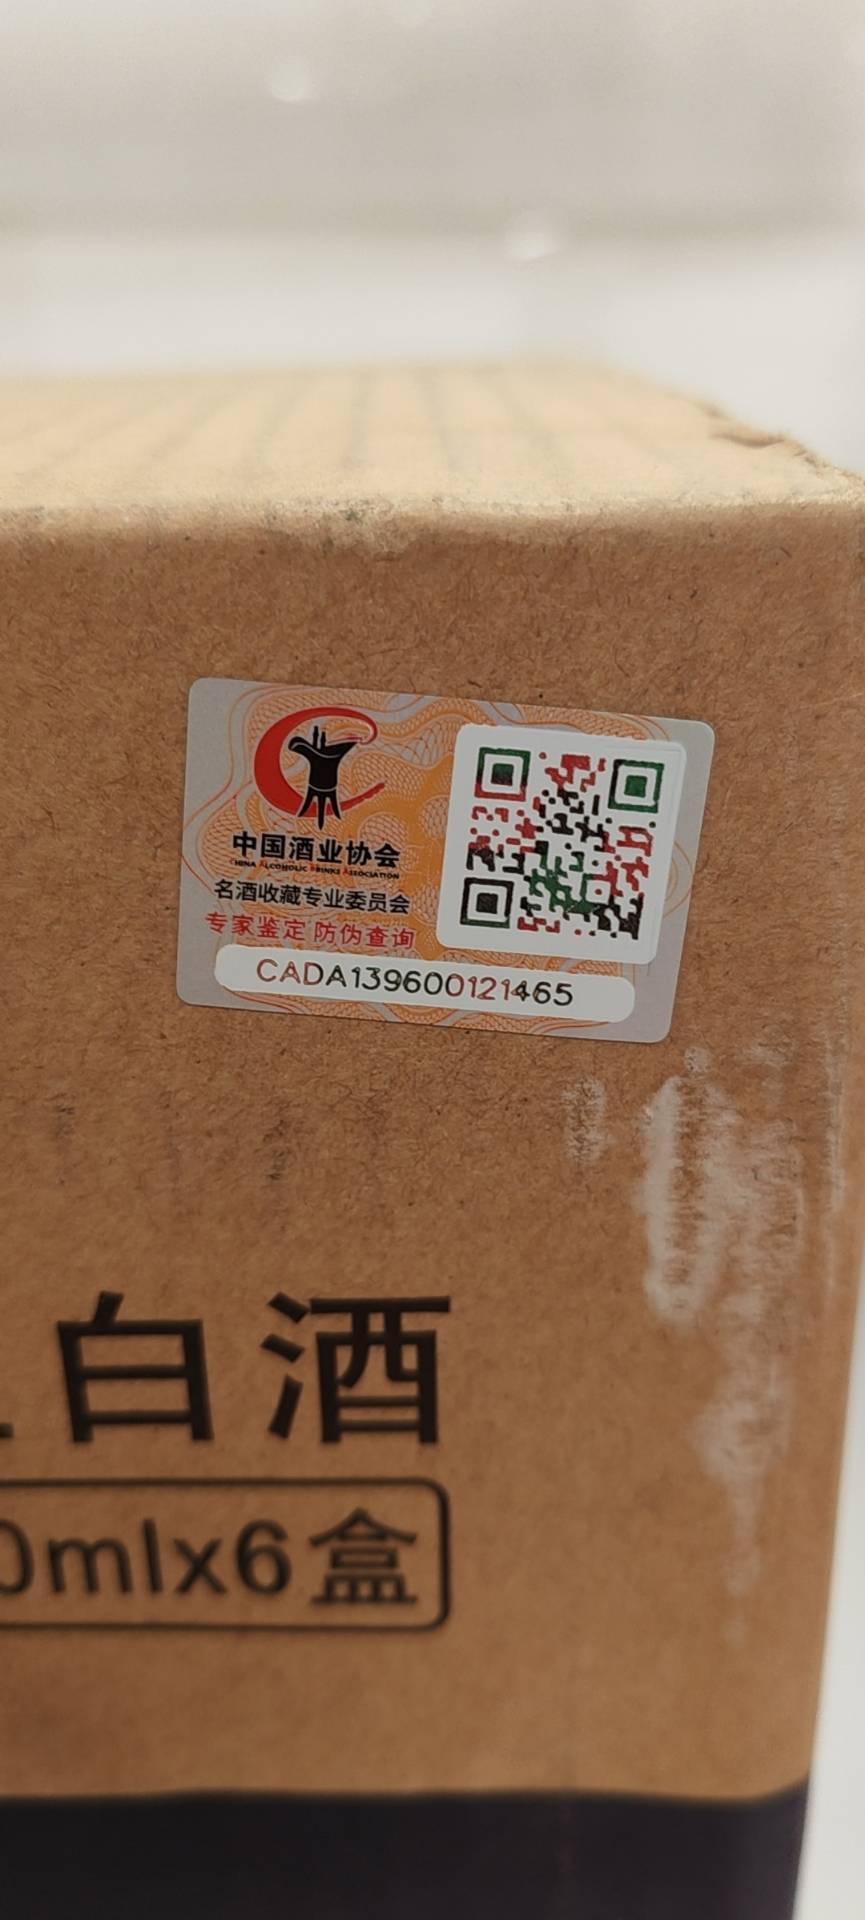 中国酒业协会
CHINA ALCOHOLIC DRINKS ASSOCIATION
名酒收藏专业委员会
专家鉴定 防伪查询
CADA139600121465
白酒
0mlx6盒